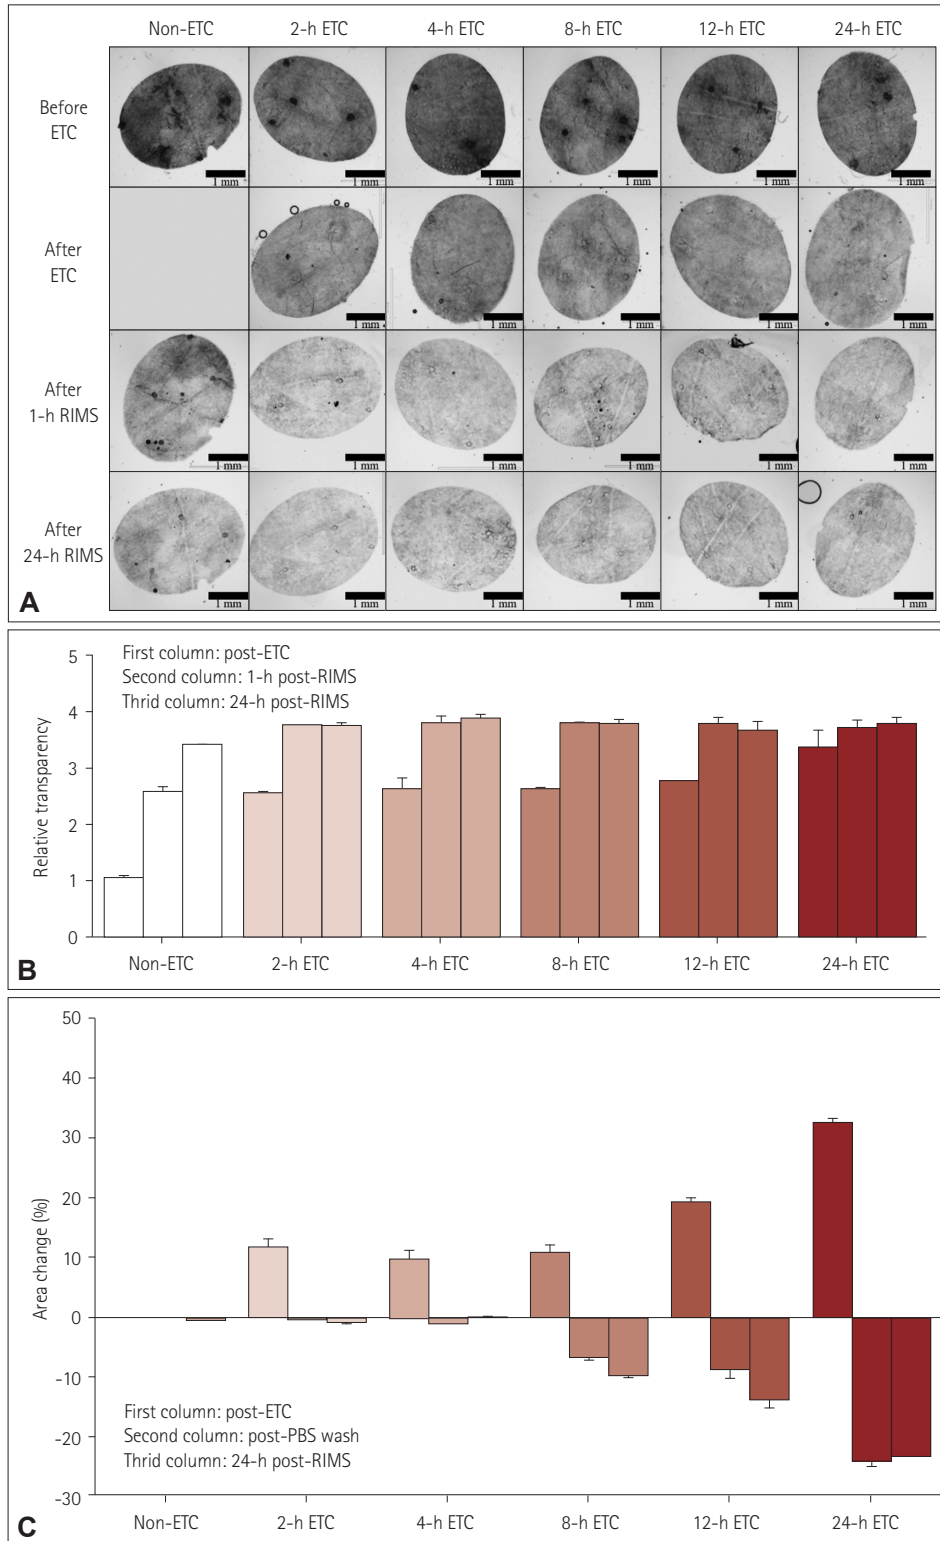 Non-ETC 2-h ETC 4-h ETC 8-h ETC 12-h ETC 24-h ETC
Before
ETC
1 mm 1 mm 1 mm 1 mm 1 mm 1 mm
After
ETC
1 mm 1 mm 1 mm 1 mm 1 mm
After
1-h RIMS
1 mm 1 mm 1 mm 1 mm 1 mm 1 mm
After
24-h RIMS
1 mm 1 mm 1 mm 1 mm 1 mm 1 mm
A
First column: post-ETC
Second column: 1-h post-RIMS
Thrid column: 24-h post-RIMS
Relative transparency
5
4
3
2
1
0
Non-ETC 2-h ETC 4-h ETC 8-h ETC 12-h ETC 24-h ETC
B
Area change (%)
50
40
30
20
10
0
-10
-20
-30
First column: post-ETC
Second column: post-PBS wash
Thrid column: 24-h post-RIMS
Non-ETC 2-h ETC 4-h ETC 8-h ETC 12-h ETC 24-h ETC
C